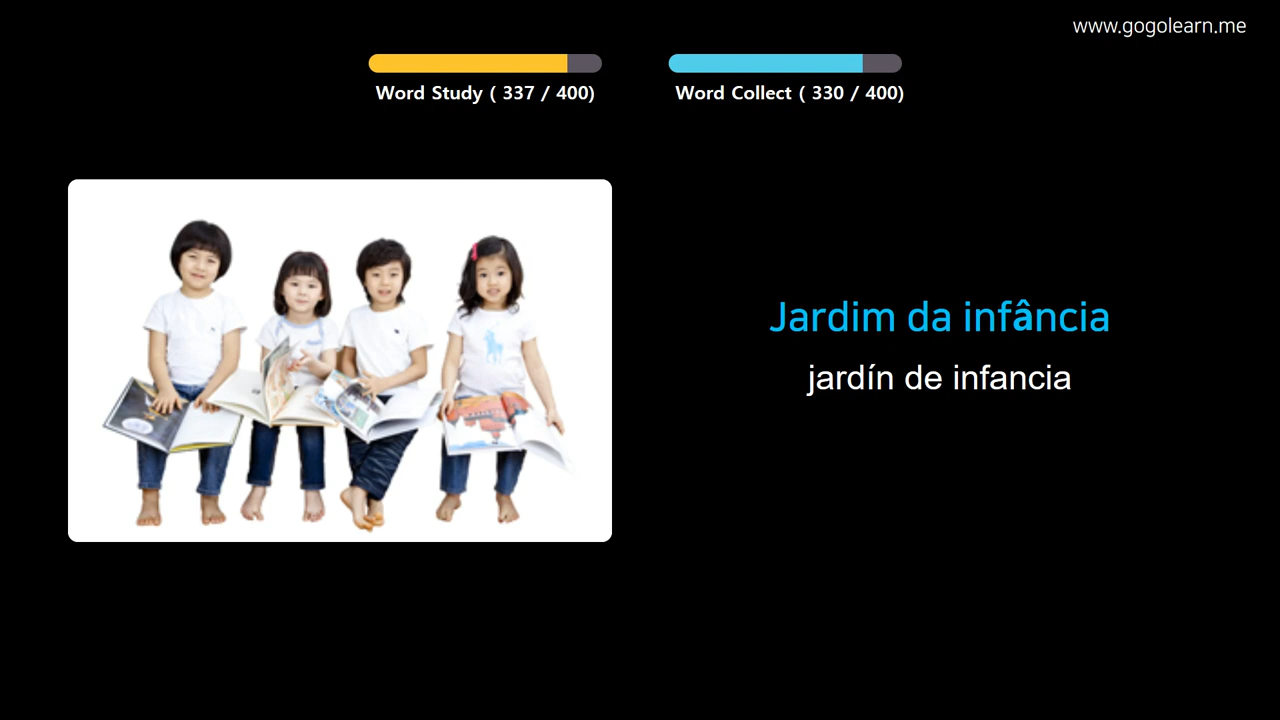 www.gogolearn.me
Word Study ( 337 / 400)
Word Collect ( 330 / 400)
Jardim da infância
jardín de infancia